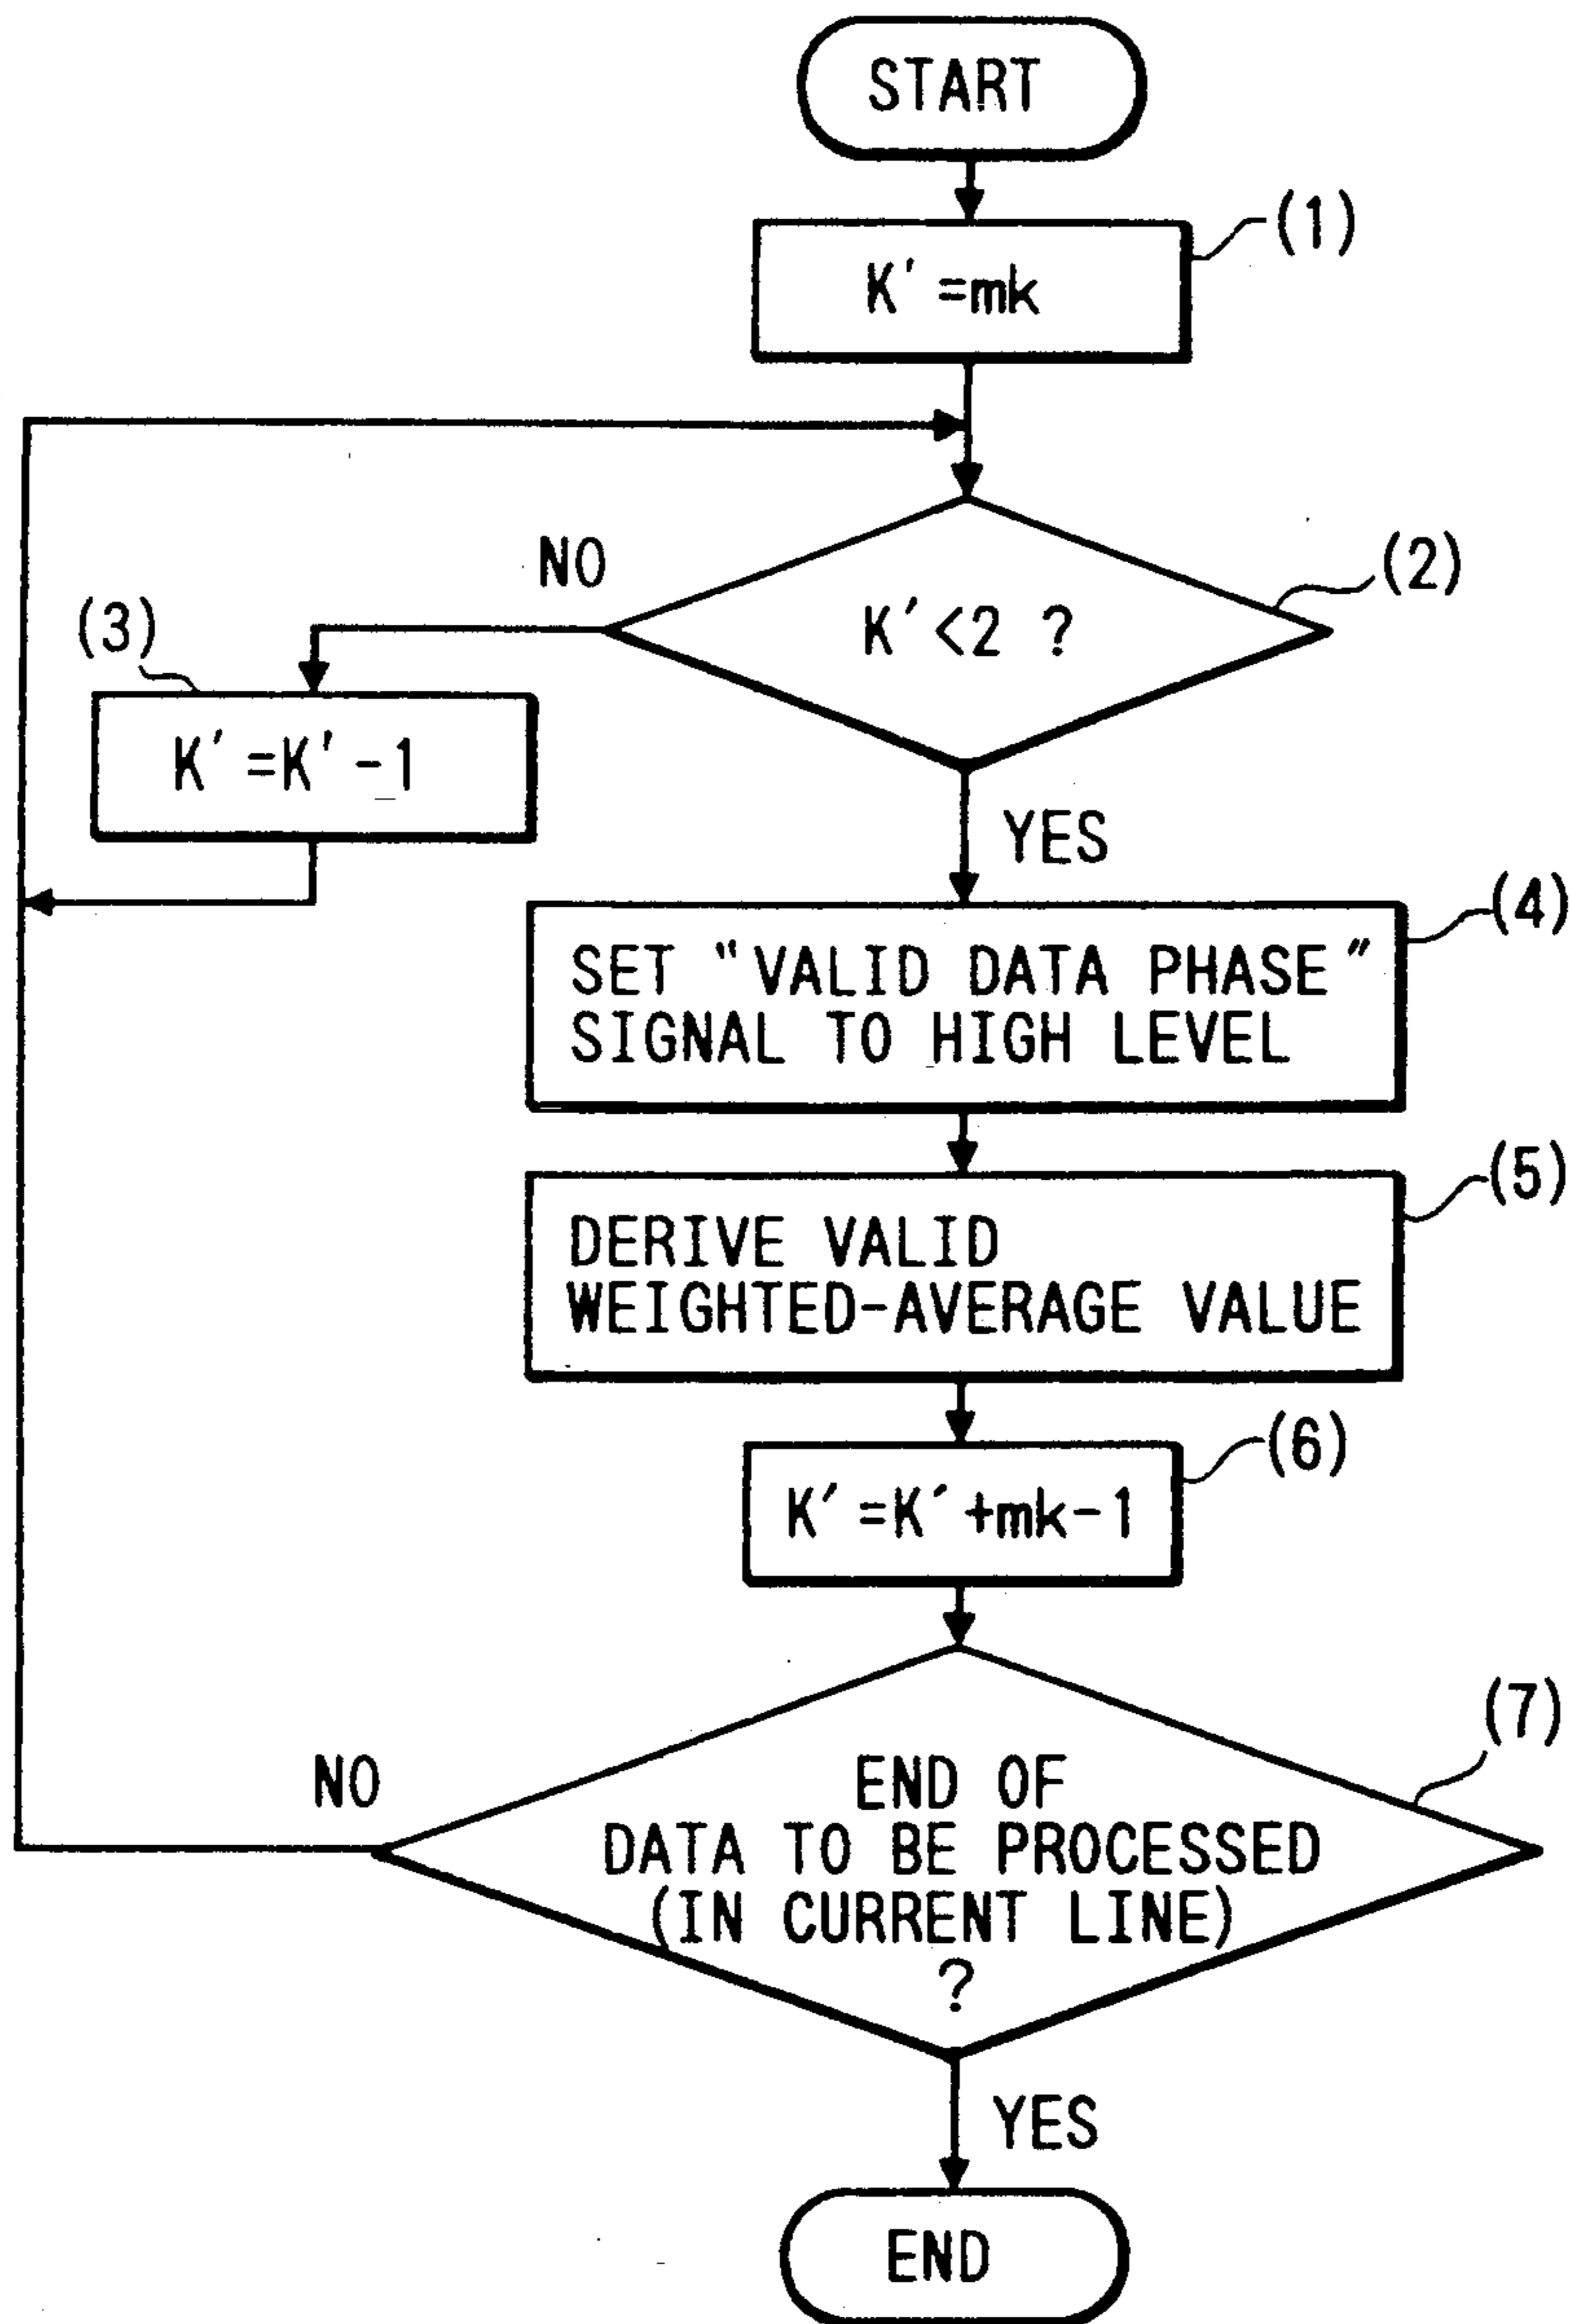 START
(1)
K'=mk
NO
(2)
K'<2 ?
(3)
K'=K'-1
YES
(4)
SET "VALID DATA PHASE"
SIGNAL TO HIGH LEVEL
(5)
DERIVE VALID
WEIGHTED-AVERAGE VALUE
(6)
K'=K'+mk-1
(7)
NO
END OF
DATA TO BE PROCESSED
(IN CURRENT LINE)
?
YES
END